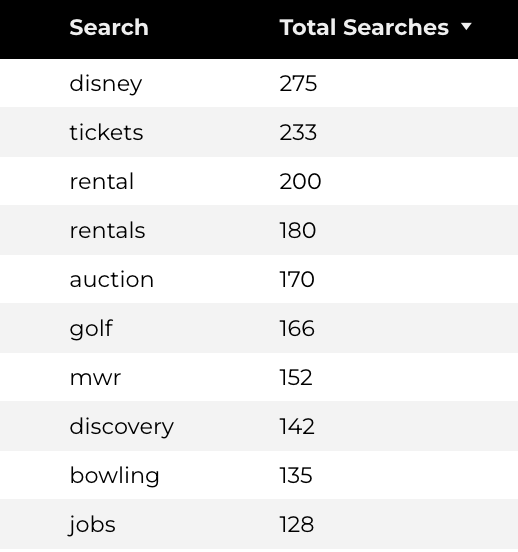 Search Total Searches ▼
disney 275
tickets 233
rental 200
rentals 180
auction 170
golf 166
mwr 152
discovery 142
bowling 135
jobs 128